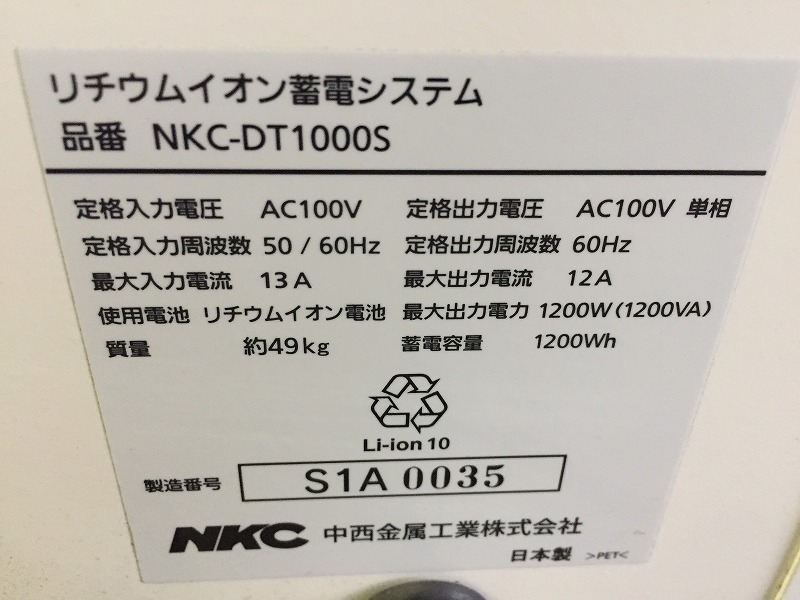 リチウムイオン蓄電システム
品番 NKC-DT1000S
定格入力電圧 AC100V 定格出力電圧 AC100V 単相
定格入力周波数 50 / 60Hz 定格出力周波数 60Hz
最大入力電流 13A 最大出力電流 12A
使用電池 リチウムイオン電池 最大出力電力 1200W(1200VA)
質量 約49kg 蓄電容量 1200Wh
Li-ion 10
製造番号 S1A 0035
NKC 中西金属工業株式会社
日本製 >PET<